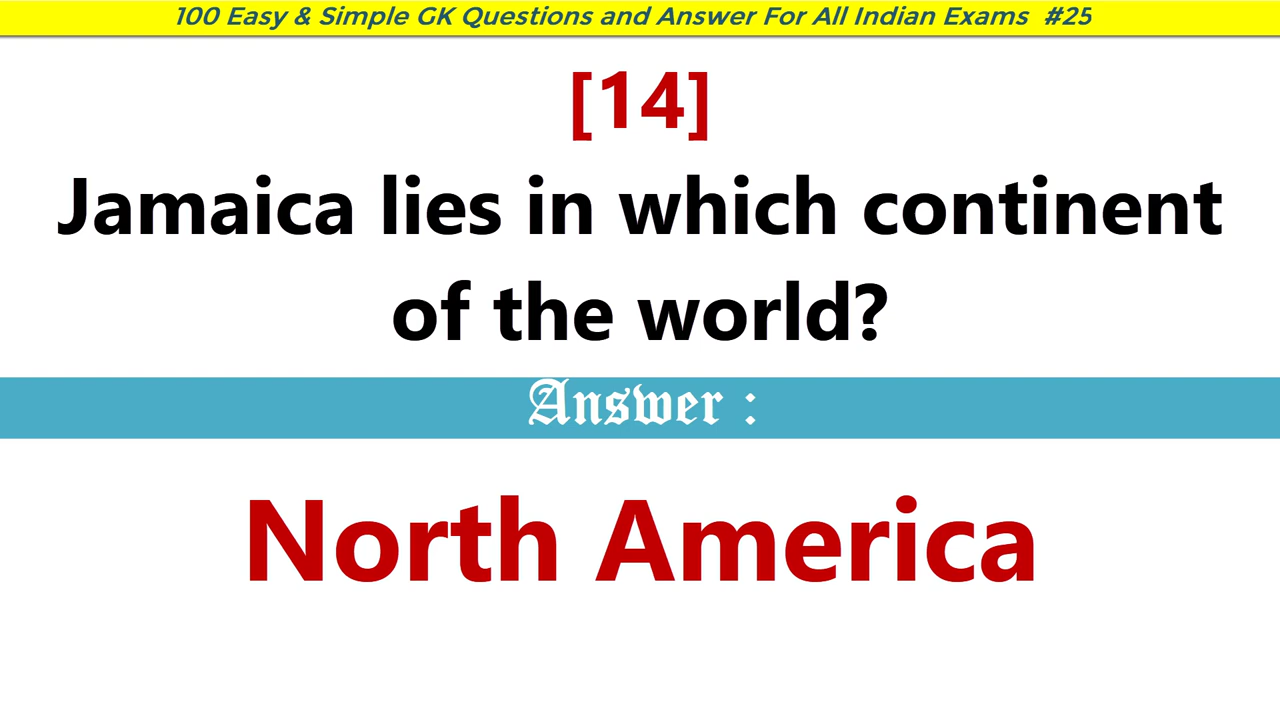 100 Easy & Simple GK Questions and Answer For All Indian Exams #25
[14]
Jamaica lies in which continent
of the world?
Answer :
North America